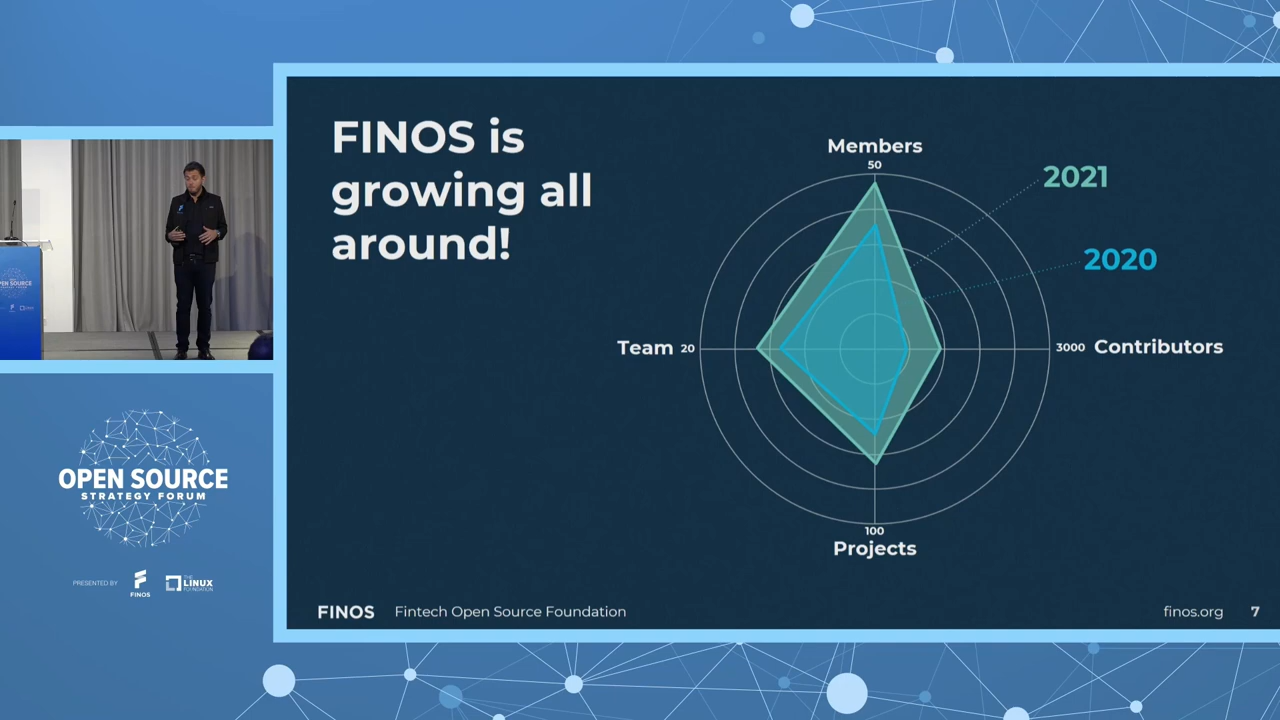 FINOS is
growing all
around!
Members
50
2021
2020
Team 20
3000 Contributors
100
Projects
FINOS Fintech Open Source Foundation
finos.org 7
OPEN SOURCE
STRATEGY FORUM
PRESENTED BY
FINOS
THE
LINUX
FOUNDATION